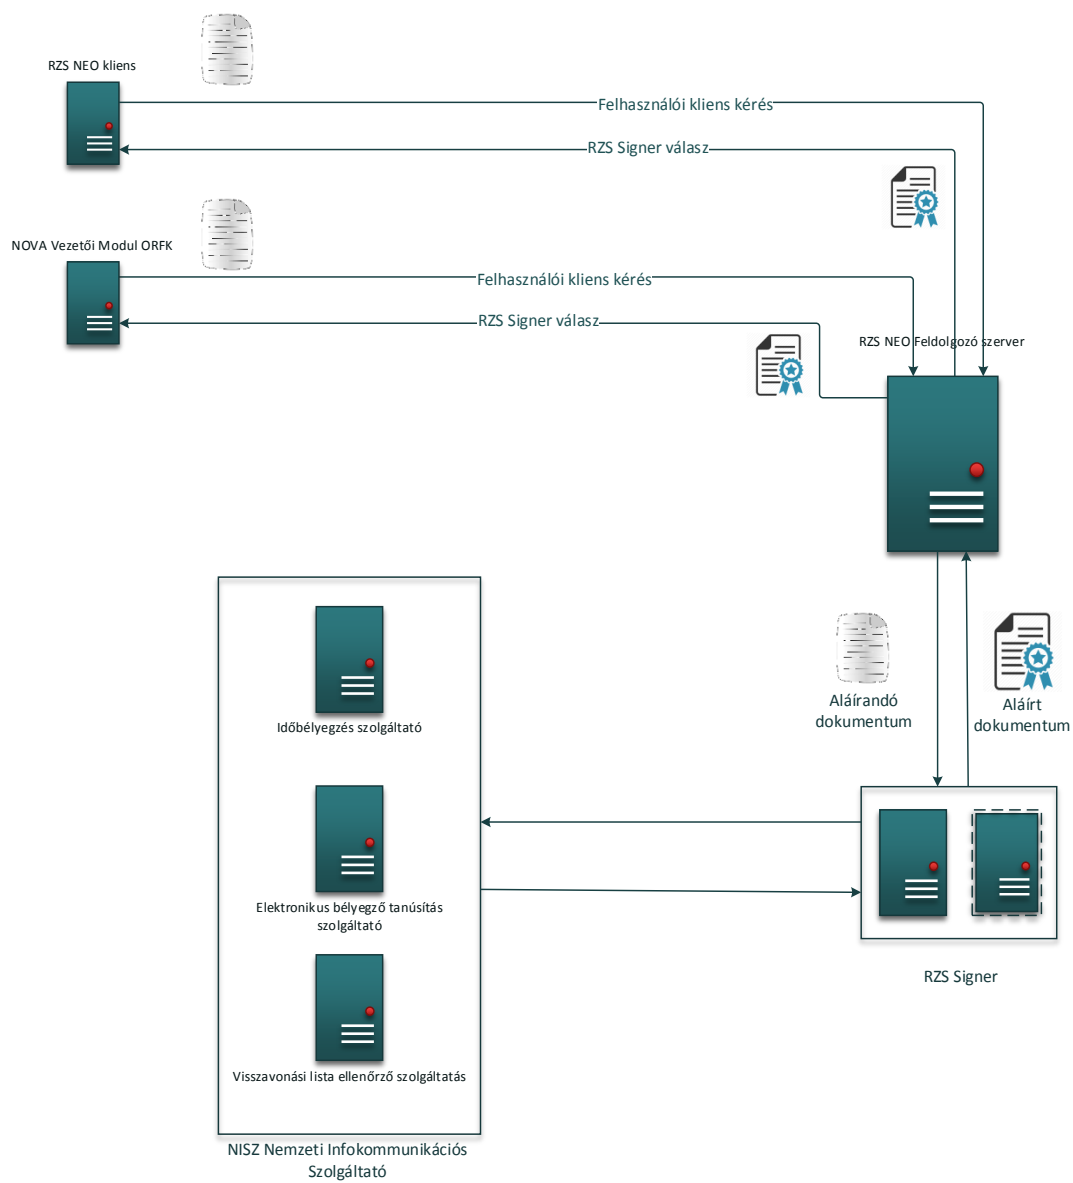 RZS NEO kliens
Felhasználói kliens kérés
RZS Signer válasz
NOVA Vezetői Modul ORFK
Felhasználói kliens kérés
RZS Signer válasz
RZS NEO Feldolgozó szerver
Aláírandó
dokumentum
Aláírt
dokumentum
Időbélyegzés szolgáltató
Elektronikus bélyegző tanúsítás
szolgáltató
RZS Signer
Visszavonási lista ellenőrző szolgáltatás
NISZ Nemzeti Infokommunikációs
Szolgáltató